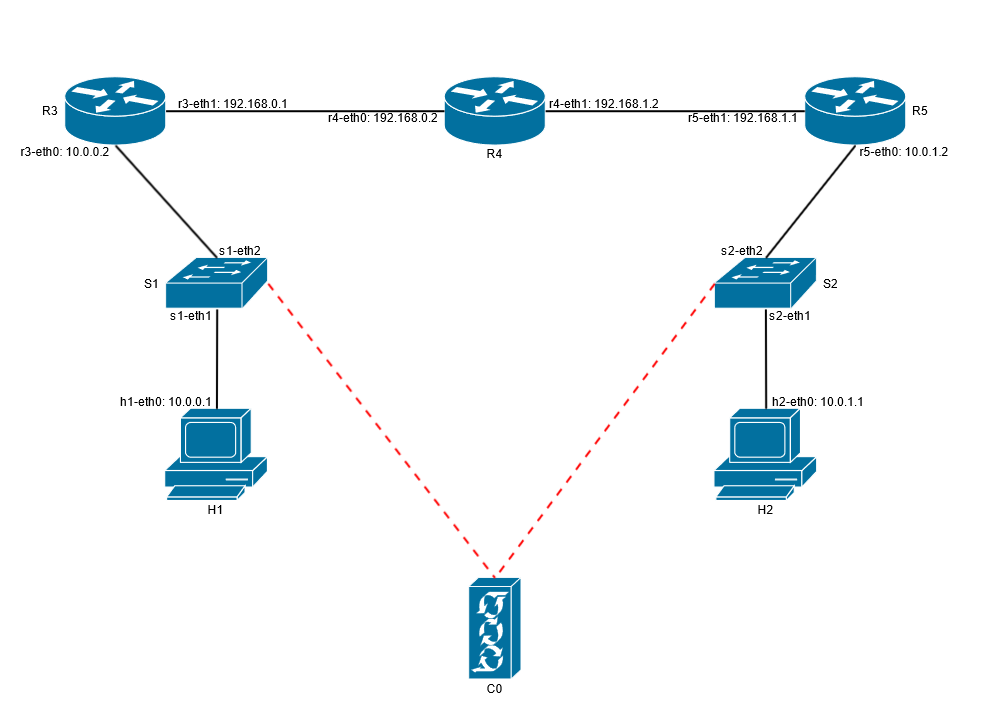 R3
r3-eth1: 192.168.0.1
r4-eth0: 192.168.0.2
r4-eth1: 192.168.1.2
r5-eth1: 192.168.1.1
R5
r3-eth0: 10.0.0.2
R4
r5-eth0: 10.0.1.2
s1-eth2
s2-eth2
S1
S2
s1-eth1
s2-eth1
h1-eth0: 10.0.0.1
h2-eth0: 10.0.1.1
H1
H2
C0